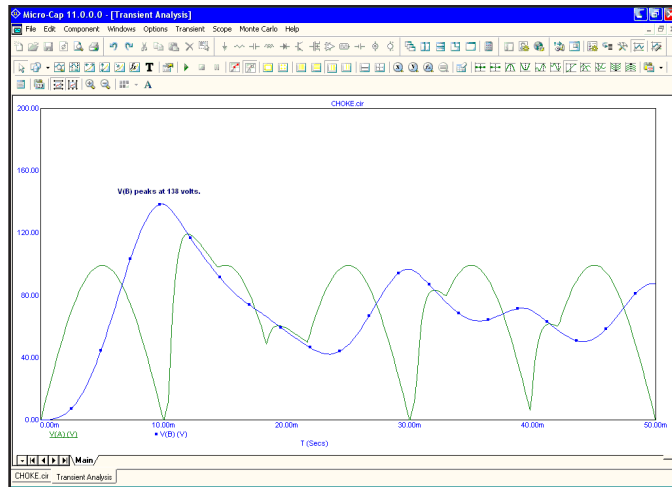 Micro-Cap 11.0.0.0 - [Transient Analysis]
File Edit Component Windows Options Transient Scope Monte Carlo Help
CHOKE.cir
200.00
160.00
V(B) peaks at 138 volts.
120.00
80.00
40.00
0.00
0.00m 10.00m 20.00m 30.00m 40.00m 50.00m
V(A) (V) V(B) (V)
T (Secs)
Main
CHOKE.cir Transient Analysis